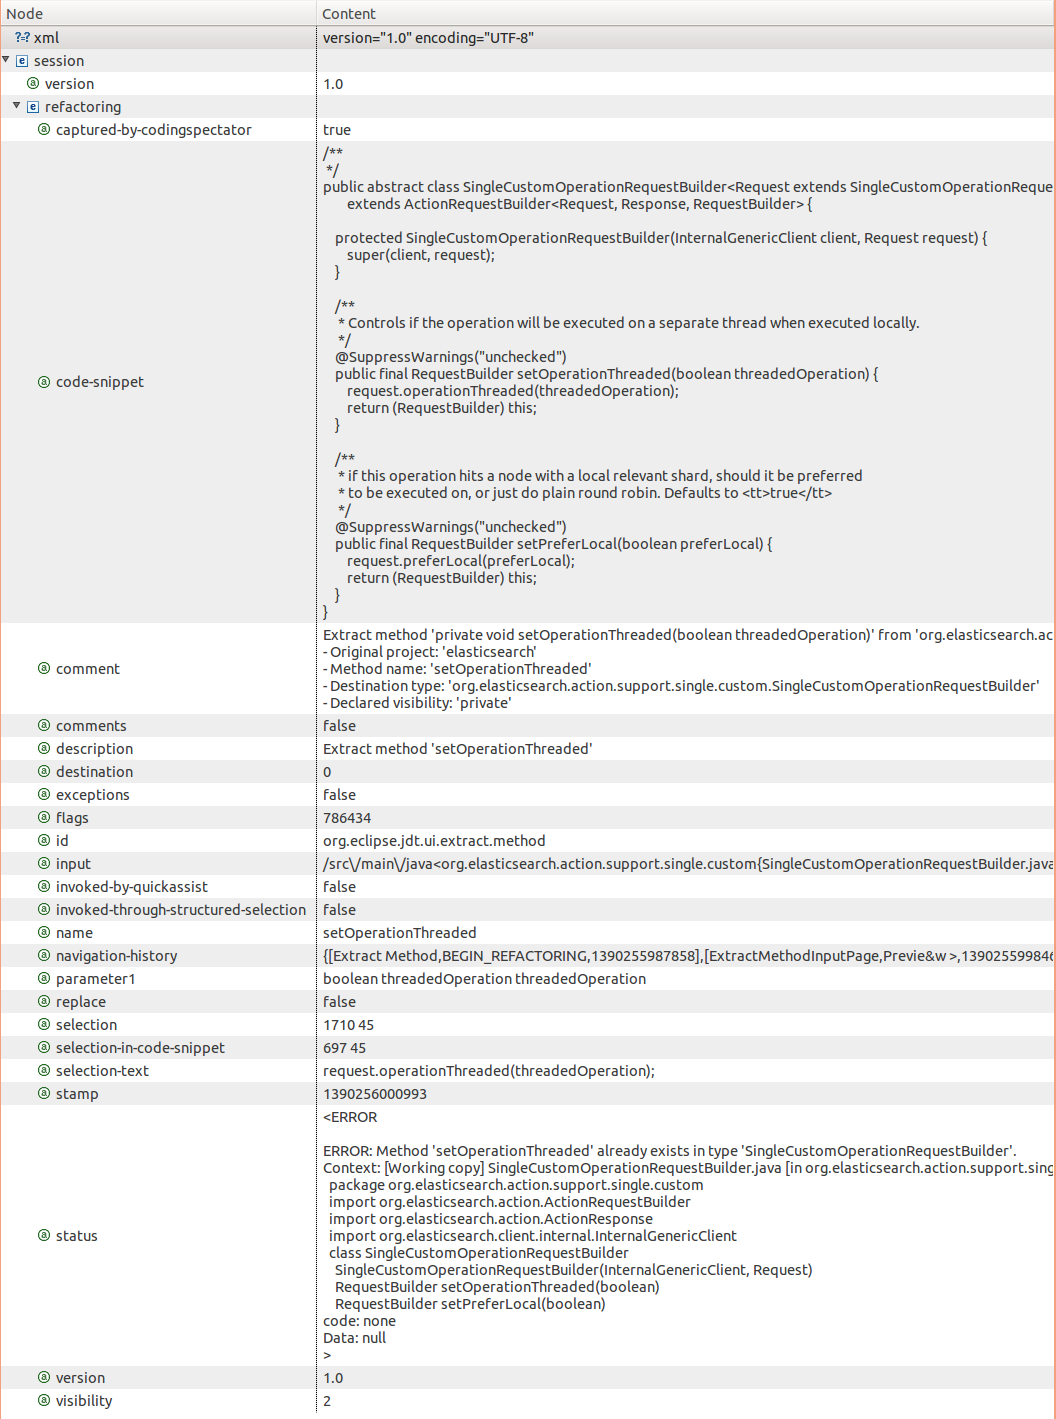 Node Content
?=? xml version="1.0" encoding="UTF-8"
e session
a version 1.0
e refactoring
a captured-by-codingspectator true
/**
*/
public abstract class SingleCustomOperationRequestBuilder<Request extends SingleCustomOperationReque
extends ActionRequestBuilder<Request, Response, RequestBuilder> {
protected SingleCustomOperationRequestBuilder(InternalGenericClient client, Request request) {
super(client, request);
}
/**
* Controls if the operation will be executed on a separate thread when executed locally.
*/
@SuppressWarnings("unchecked")
public final RequestBuilder setOperationThreaded(boolean threadedOperation) {
a code-snippet
request.operationThreaded(threadedOperation);
return (RequestBuilder) this;
}
/**
* if this operation hits a node with a local relevant shard, should it be preferred
* to be executed on, or just do plain round robin. Defaults to <tt>true</tt>
*/
@SuppressWarnings("unchecked")
public final RequestBuilder setPreferLocal(boolean preferLocal) {
request.preferLocal(preferLocal);
return (RequestBuilder) this;
}
}
Extract method 'private void setOperationThreaded(boolean threadedOperation)' from 'org.elasticsearch.ac
- Original project: 'elasticsearch'
a comment - Method name: 'setOperationThreaded'
- Destination type: 'org.elasticsearch.action.support.single.custom.SingleCustomOperationRequestBuilder'
- Declared visibility: 'private'
a comments false
a description Extract method 'setOperationThreaded'
a destination 0
a exceptions false
a flags 786434
a id org.eclipse.jdt.ui.extract.method
a input /src\/main\/java<org.elasticsearch.action.support.single.custom{SingleCustomOperationRequestBuilder.java
a invoked-by-quickassist false
a invoked-through-structured-selection false
a name setOperationThreaded
a navigation-history {[Extract Method,BEGIN_REFACTORING,1390255987858],[ExtractMethodInputPage,Previe&w >,139025599846
a parameter1 boolean threadedOperation threadedOperation
a replace false
a selection 1710 45
a selection-in-code-snippet 697 45
a selection-text request.operationThreaded(threadedOperation);
a stamp 1390256000993
<ERROR
ERROR: Method 'setOperationThreaded' already exists in type 'SingleCustomOperationRequestBuilder'.
Context: [Working copy] SingleCustomOperationRequestBuilder.java [in org.elasticsearch.action.support.sing
package org.elasticsearch.action.support.single.custom
import org.elasticsearch.action.ActionRequestBuilder
import org.elasticsearch.action.ActionResponse
a status import org.elasticsearch.client.internal.InternalGenericClient
class SingleCustomOperationRequestBuilder
SingleCustomOperationRequestBuilder(InternalGenericClient, Request)
RequestBuilder setOperationThreaded(boolean)
RequestBuilder setPreferLocal(boolean)
code: none
Data: null
>
a version 1.0
a visibility 2